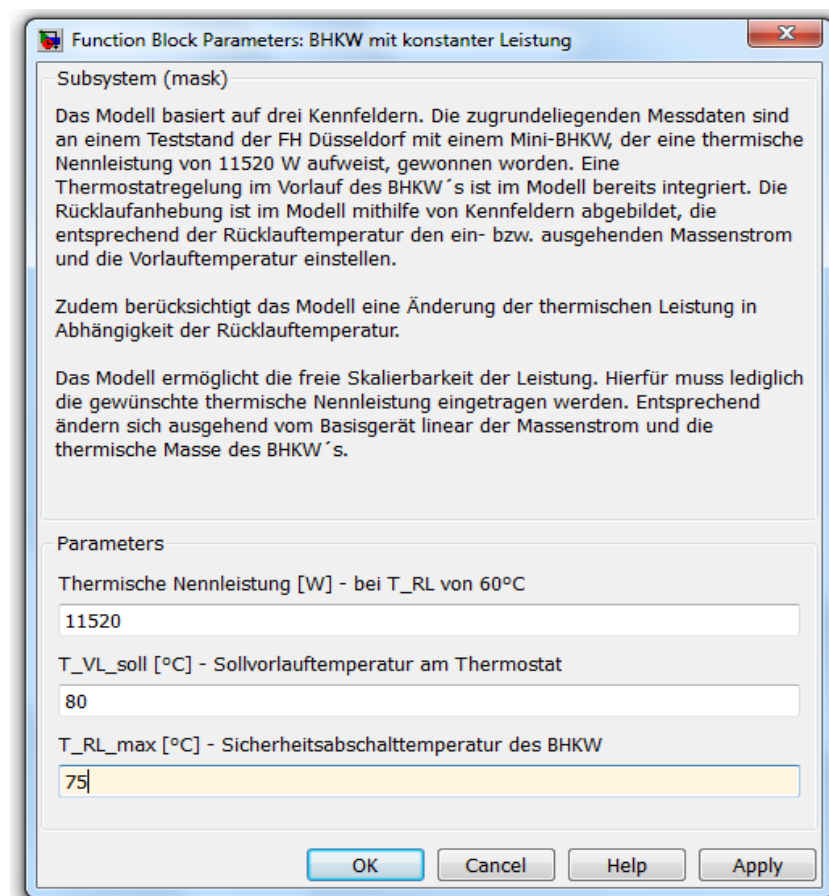 Function Block Parameters: BHKW mit konstanter Leistung
Subsystem (mask)
Das Modell basiert auf drei Kennfeldern. Die zugrundeliegenden Messdaten sind
an einem Teststand der FH Düsseldorf mit einem Mini-BHKW, der eine thermische
Nennleistung von 11520 W aufweist, gewonnen worden. Eine
Thermostatregelung im Vorlauf des BHKW´s ist im Modell bereits integriert. Die
Rücklaufanhebung ist im Modell mithilfe von Kennfeldern abgebildet, die
entsprechend der Rücklauftemperatur den ein- bzw. ausgehenden Massenstrom
und die Vorlauftemperatur einstellen.
Zudem berücksichtigt das Modell eine Änderung der thermischen Leistung in
Abhängigkeit der Rücklauftemperatur.
Das Modell ermöglicht die freie Skalierbarkeit der Leistung. Hierfür muss lediglich
die gewünschte thermische Nennleistung eingetragen werden. Entsprechend
ändern sich ausgehend vom Basisgerät linear der Massenstrom und die
thermische Masse des BHKW´s.
Parameters
Thermische Nennleistung [W] - bei T_RL von 60°C
11520
T_VL_soll [°C] - Sollvorlauftemperatur am Thermostat
80
T_RL_max [°C] - Sicherheitsabschalttemperatur des BHKW
75
OK Cancel Help Apply